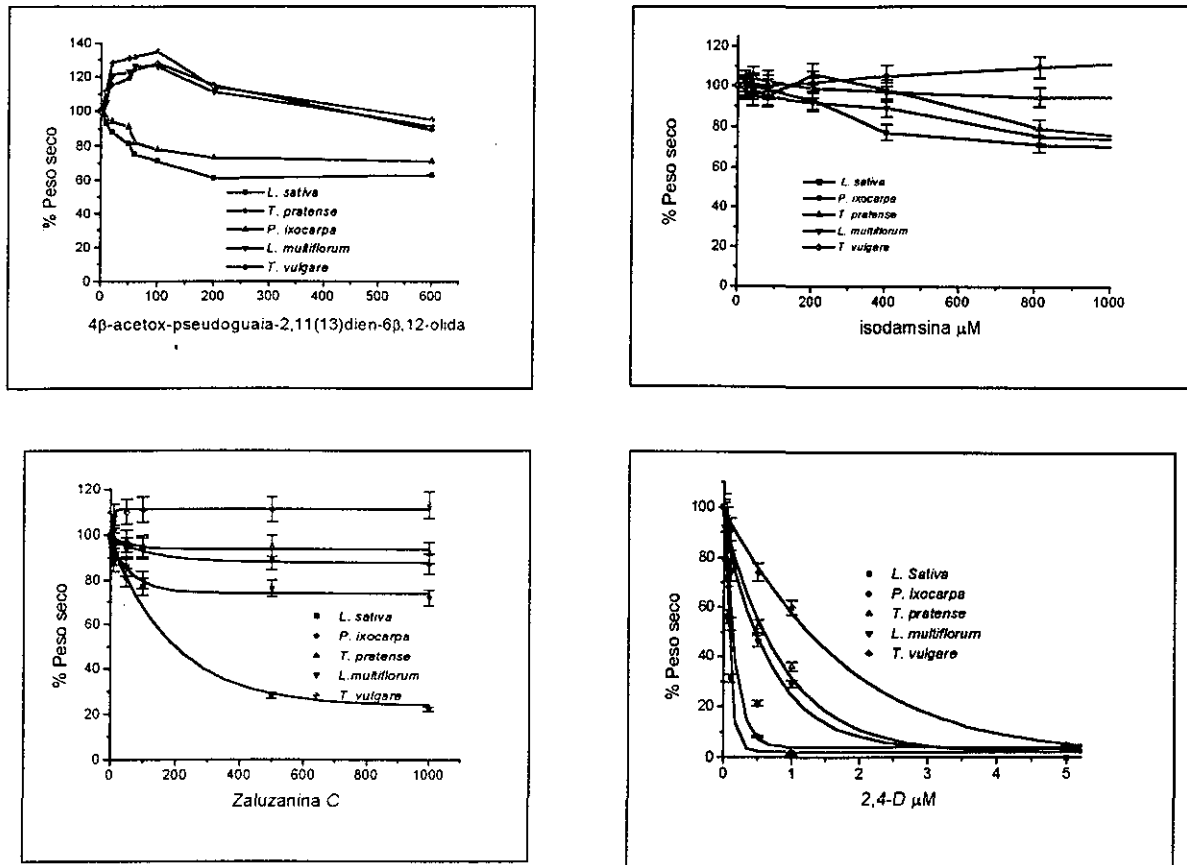 140
120
100
80
60
40
20
0
% Peso seco
L. sativa
T. pratense
P. ixocarpa
L. multiflorum
T. vulgare
0 100 200 300 400 500 600
4β-acetox-pseudoguaia-2,11(13)dien-6β,12-olida
120
100
80
60
40
20
0
% Peso seco
L. sativa
P. ixocarpa
T pratense
L. multiflorum
T. vulgare
0 200 400 600 800 1000
isodamsina μM
120
100
80
60
40
20
0
% Peso seco
L. sativa
P. ixocarpa
T. pretense
L.multiflorum
T vulgare
0 200 400 600 800 1000
Zaluzanina C
100
80
60
40
20
0
% Peso seco
L. Sativa
P. Ixocarpa
T. pratense
L. multiflorum
T. vulgare
0 1 2 3 4 5
2,4-D μM